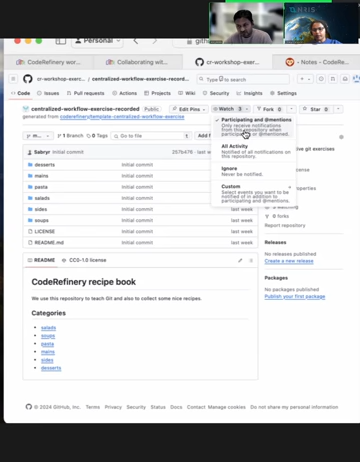 CHRIS
Personal
CodeRefinery wor
Collaborating wit
cr-workshop-exer
Notes - CodeRe
cr-workshop-exer... / centralized-workflow-exercise-record...
Type / to search
Code Issues Pull requests Actions Projects Wiki Security Insights Settings
centralized-workflow-exercise-recorded
Edit Pins Watch 3 Fork 0 Star 0
generated from coderefinery/template-centralized-workflow-exercise
Participating and @mentions
Only receive notifications
from this repository when
participating or @mentioned.
All Activity
Notified of all notifications on
this repository.
Ignore
Never be notified.
Custom
Select events you want to be
notified of in addition to
participating and @mentions.
m... 1 Branch 0 Tags Go to file t Add f
Sabryr Initial commit 257b476 last week
desserts Initial commit last week
mains Initial commit last week
pasta Initial commit last week
salads Initial commit last week
sides Initial commit last week
soups Initial commit last week
LICENSE Initial commit last week
README.md Initial commit last week
README CC0-1.0 license
CodeRefinery recipe book
We use this repository to teach Git and also to collect some nice recipes.
Categories
salads
soups
pasta
mains
sides
desserts
ve git exercises
0 forks
Report repository
Releases
No releases published
Create a new release
Packages
No packages published
Publish your first package
© 2024 GitHub, Inc. Terms Privacy Security Status Docs Contact Manage cookies Do not share my personal information